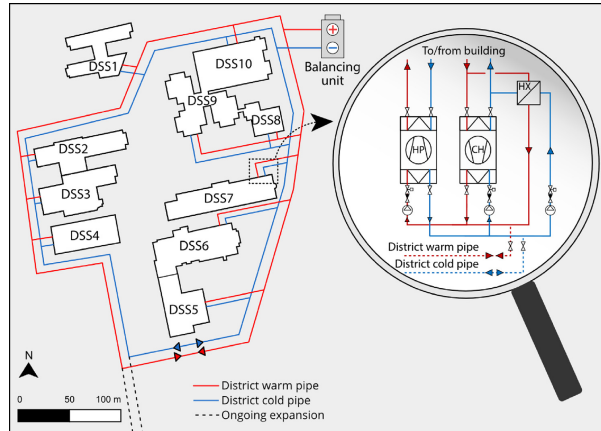 DSS1
DSS10
Balancing
unit
DSS9
DSS8
DSS2
DSS3
DSS7
DSS4
DSS6
DSS5
To/from building
HX
HP
CH
District warm pipe
District cold pipe
N
0 50 100 m
District warm pipe
District cold pipe
Ongoing expansion